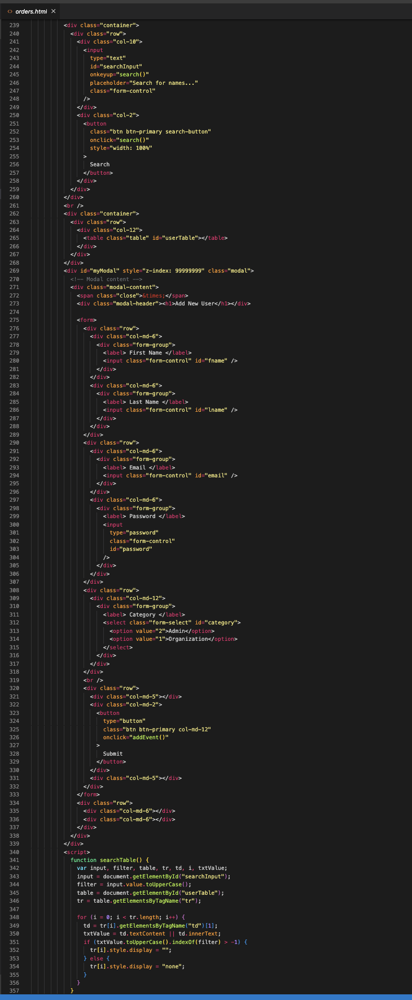 <> orders.html ×
239 <div class="container">
240 <div class="row">
241 <div class="col-10">
242 <input
243 type="text"
244 id="searchInput"
245 onkeyup="search()"
246 placeholder="Search for names..."
247 class="form-control"
248 />
249 </div>
250 <div class="col-2">
251 <button
252 class="btn btn-primary search-button"
253 onclick="search()"
254 style="width: 100%"
255 >
256 Search
257 </button>
258 </div>
259 </div>
260 </div>
261 <br />
262 <div class="container">
263 <div class="row">
264 <div class="col-12">
265 <table class="table" id="userTable"></table>
266 </div>
267 </div>
268 </div>
269 <div id="myModal" style="z-index: 99999999" class="modal">
270 <!-- Modal content -->
271 <div class="modal-content">
272 <span class="close">&times;</span>
273 <div class="modal-header"><h1>Add New User</h1></div>
274
275 <form>
276 <div class="row">
277 <div class="col-md-6">
278 <div class="form-group">
279 <label> First Name </label>
280 <input class="form-control" id="fname" />
281 </div>
282 </div>
283 <div class="col-md-6">
284 <div class="form-group">
285 <label> Last Name </label>
286 <input class="form-control" id="lname" />
287 </div>
288 </div>
289 </div>
290 <div class="row">
291 <div class="col-md-6">
292 <div class="form-group">
293 <label> Email </label>
294 <input class="form-control" id="email" />
295 </div>
296 </div>
297 <div class="col-md-6">
298 <div class="form-group">
299 <label> Password </label>
300 <input
301 type="password"
302 class="form-control"
303 id="password"
304 />
305 </div>
306 </div>
307 </div>
308 <div class="row">
309 <div class="col-md-12">
310 <div class="form-group">
311 <label> Category </label>
312 <select class="form-select" id="category">
313 <option value="2">Admin</option>
314 <option value="1">Organization</option>
315 </select>
316 </div>
317 </div>
318 </div>
319 <br />
320 <div class="row">
321 <div class="col-md-5"></div>
322 <div class="col-md-2">
323 <button
324 type="button"
325 class="btn btn-primary col-md-12"
326 onclick="addEvent()"
327 >
328 Submit
329 </button>
330 </div>
331 <div class="col-md-5"></div>
332 </div>
333 </form>
334 <div class="row">
335 <div class="col-md-6"></div>
336 <div class="col-md-6"></div>
337 </div>
338 </div>
339 </div>
340 <script>
341 function searchTable() {
342 var input, filter, table, tr, td, i, txtValue;
343 input = document.getElementById("searchInput");
344 filter = input.value.toUpperCase();
345 table = document.getElementById("userTable");
346 tr = table.getElementsByTagName("tr");
347
348 for (i = 0; i < tr.length; i++) {
349 td = tr[i].getElementsByTagName("td")[1];
350 txtValue = td.textContent || td.innerText;
351 if (txtValue.toUpperCase().indexOf(filter) > -1) {
352 tr[i].style.display = "";
353 } else {
354 tr[i].style.display = "none";
355 }
356 }
357 }